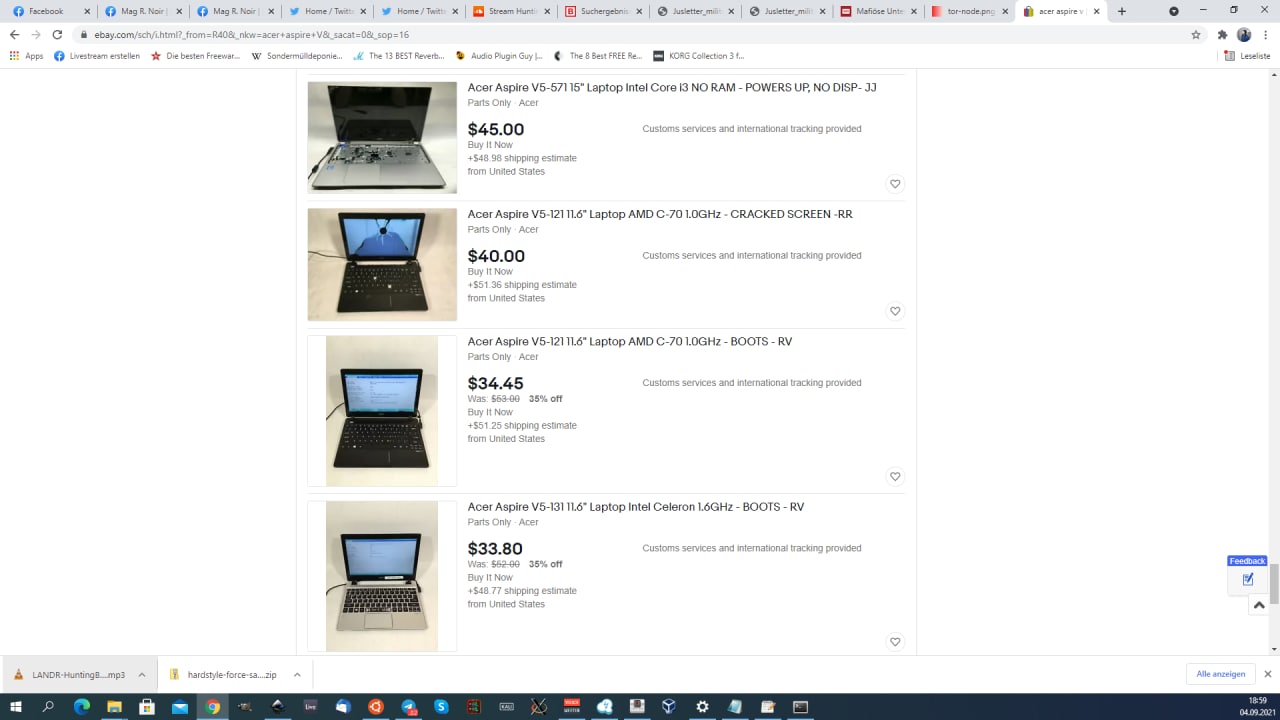 Facebook
Mag R. Noir |
Mag R. Noir |
Home / Twitte
Home / Twitte
Stream Huntin
Suchergebnis
Jusletter_milit
Jusletter_milit
Mafiöse Unte
tor-node.png
acer aspire v
ebay.com/sch/i.html?_from=R40&_nkw=acer+aspire+V&_sacat=0&_sop=16
Apps
Livestream erstellen
Die besten Freewar...
Sondermülldeponie...
The 13 BEST Reverb...
Audio Plugin Guy |...
The 8 Best FREE Re...
KORG Collection 3 f...
Leseliste
Acer Aspire V5-571 15" Laptop Intel Core i3 NO RAM - POWERS UP, NO DISP- JJ
Parts Only · Acer
$45.00
Customs services and international tracking provided
Buy It Now
+$48.98 shipping estimate
from United States
Acer Aspire V5-121 11.6" Laptop AMD C-70 1.0GHz - CRACKED SCREEN -RR
Parts Only · Acer
$40.00
Customs services and international tracking provided
Buy It Now
+$51.36 shipping estimate
from United States
Acer Aspire V5-121 11.6" Laptop AMD C-70 1.0GHz - BOOTS - RV
Parts Only · Acer
$34.45
Customs services and international tracking provided
Was: $53.00 35% off
Buy It Now
+$51.25 shipping estimate
from United States
Acer Aspire V5-131 11.6" Laptop Intel Celeron 1.6GHz - BOOTS - RV
Parts Only · Acer
$33.80
Customs services and international tracking provided
Was: $52.00 35% off
Buy It Now
+$48.77 shipping estimate
from United States
Feedback
LANDR-HuntingB....mp3
hardstyle-force-sa....zip
Alle anzeigen
18:59
04.09.2021